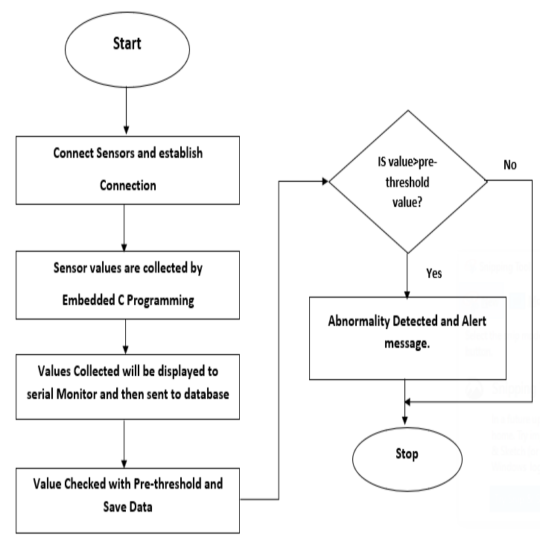 Start
Connect Sensors and establish
Connection
Sensor values are collected by
Embedded C Programming
Values Collected will be displayed to
serial Monitor and then sent to database
Value Checked with Pre-threshold and
Save Data
IS value>pre-
threshold
value?
No
Yes
Abnormality Detected and Alert
message.
Stop